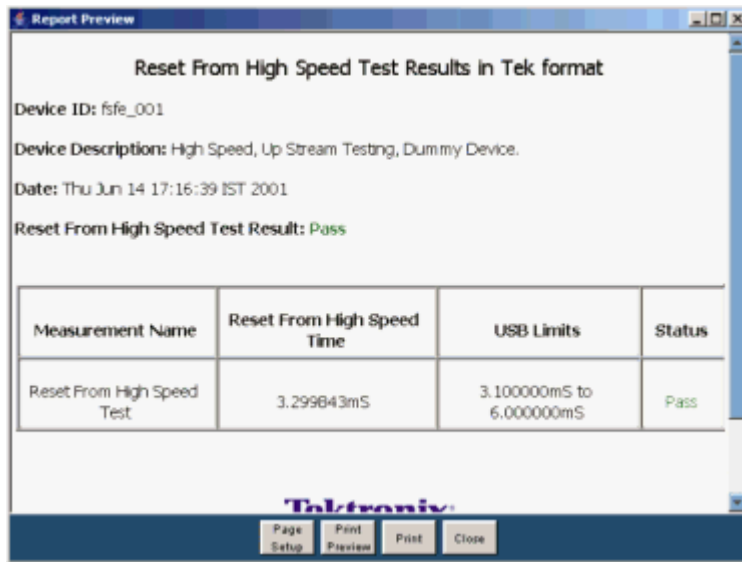 Report Preview
Reset From High Speed Test Results in Tek format
Device ID: fsfe_001
Device Description: High Speed, Up Stream Testing, Dummy Device.
Date: Thu Jun 14 17:16:39 IST 2001
Reset From High Speed Test Result: Pass
Measurement Name
Reset From High Speed
Time
USB Limits
Status
Reset From High Speed
Test
3.299843mS
3.100000mS to
6.000000mS
Pass
Tektronix
Page
Setup
Print
Preview
Print
Close